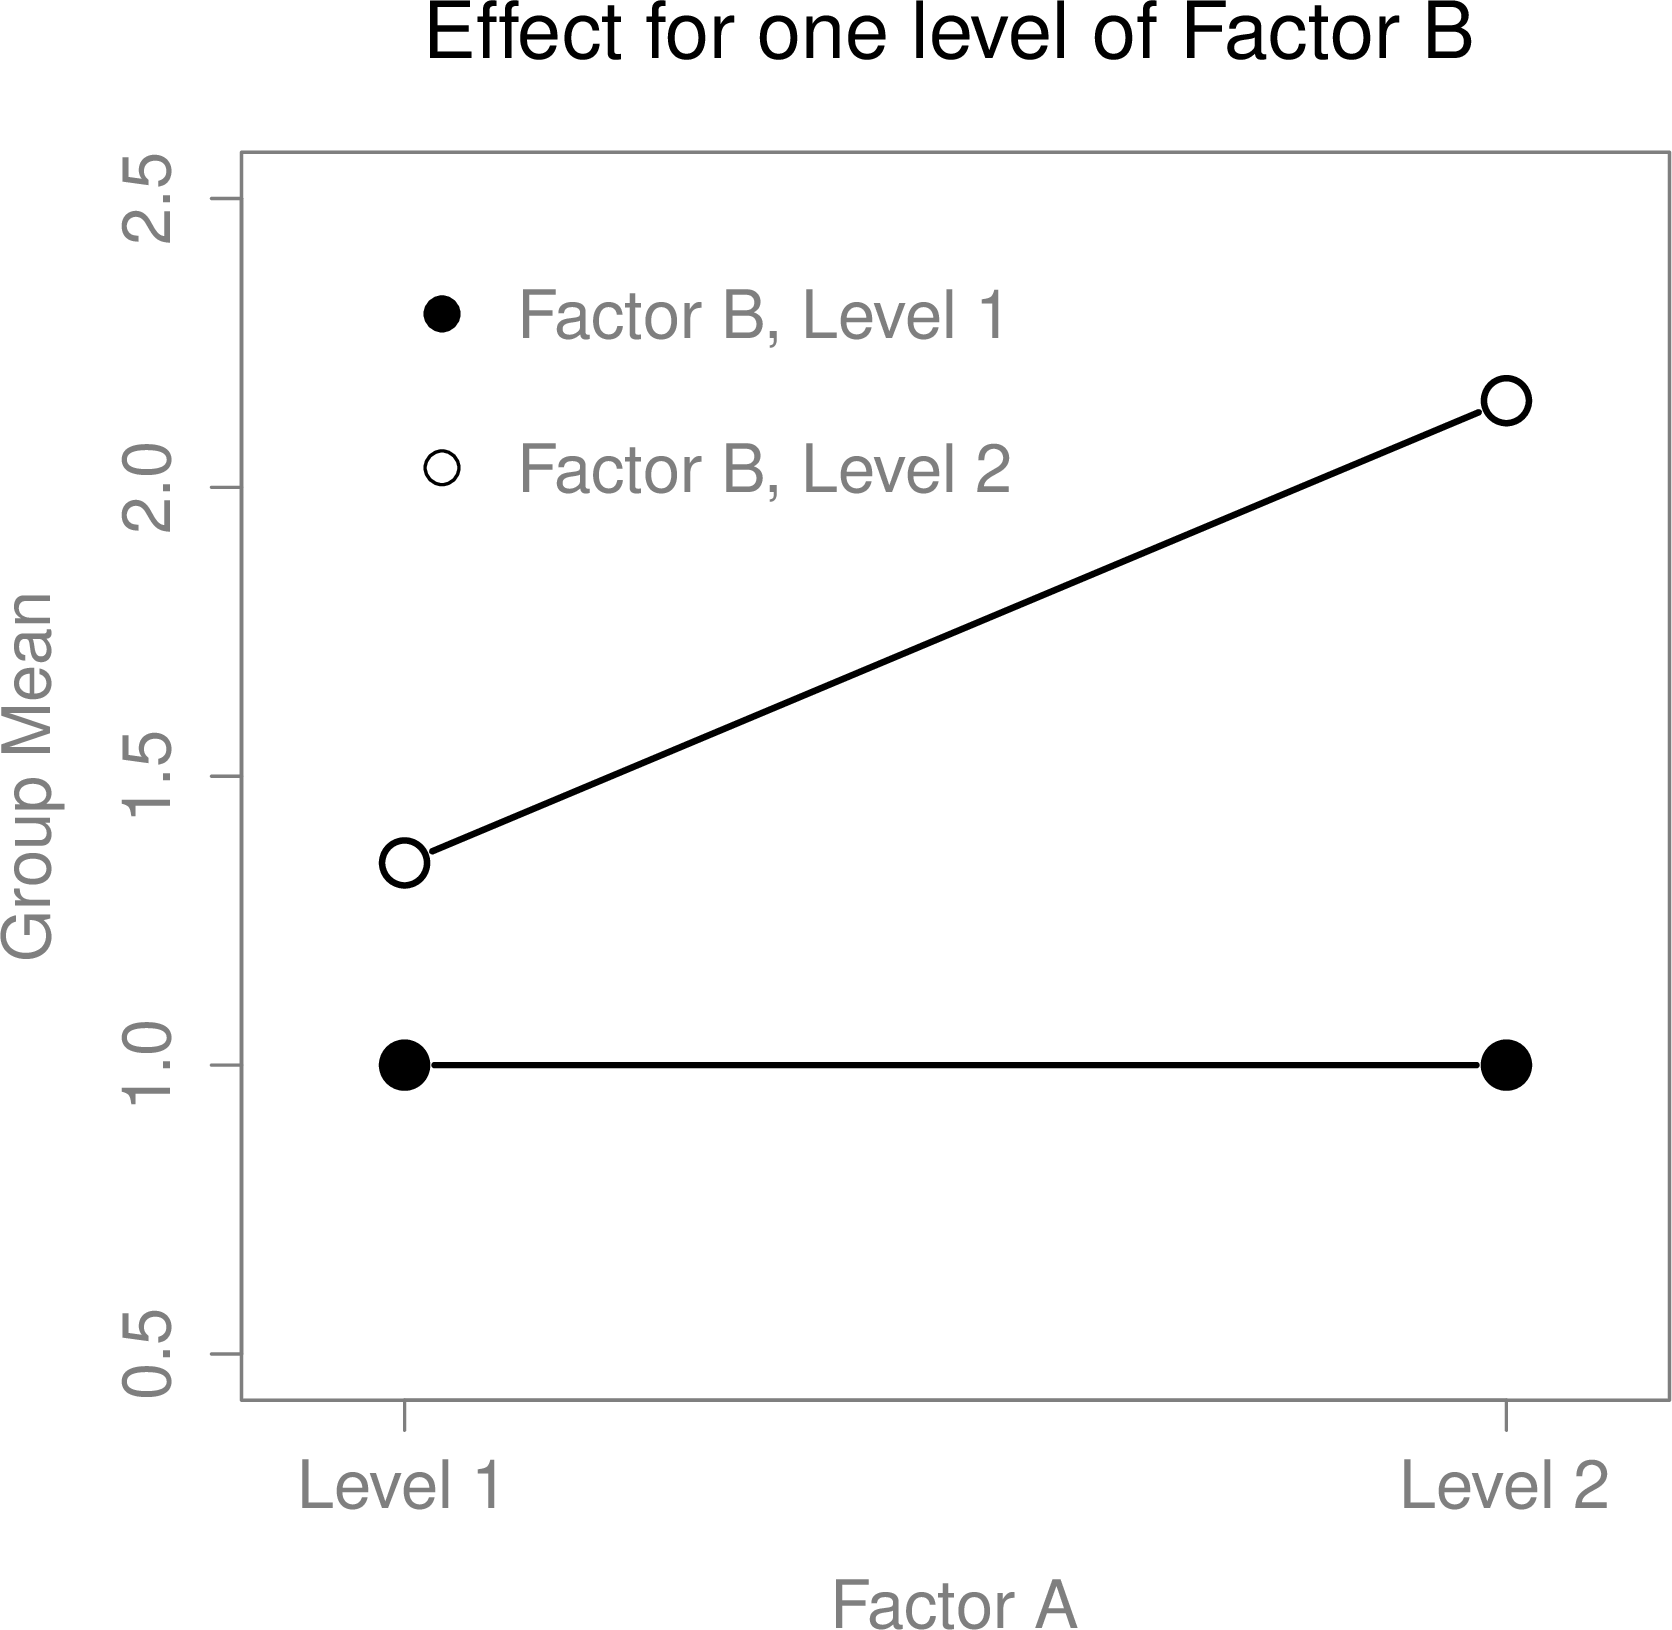 Effect for one level of Factor B
2.5
Factor B, Level 1
Factor B, Level 2
2.0
Group Mean
1.5
1.0
0.5
Level 1
Level 2
Factor A